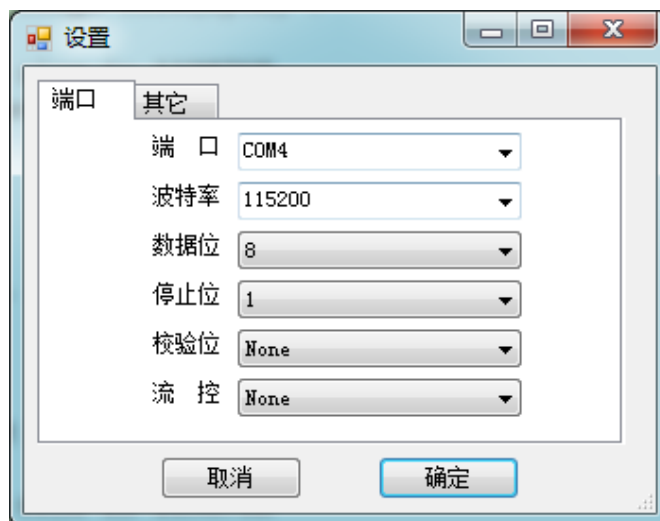 设置
端口 其它
端 口 COM4
波特率 115200
数据位 8
停止位 1
校验位 None
流 控 None
取消 确定